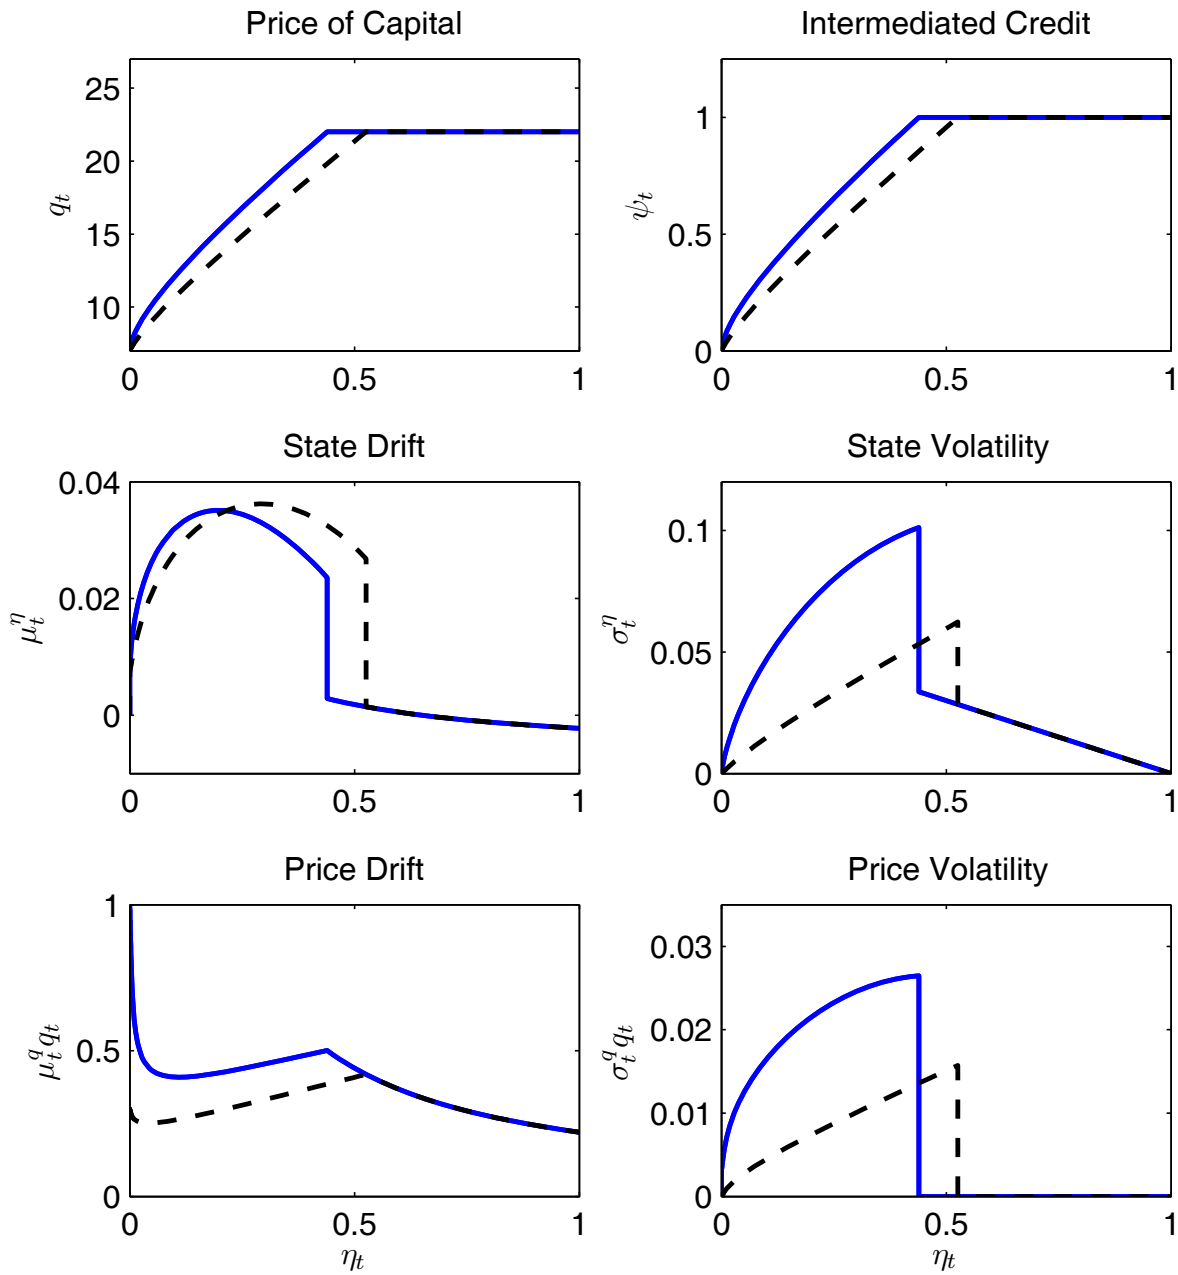 Price of Capital
25
20
15
10
q_t
0
0.5
1
Intermediated Credit
1
0.5
0
ψ_t
0
0.5
1
State Drift
0.04
0.02
0
μ_t^η
0
0.5
1
State Volatility
0.1
0.05
0
σ_t^η
0
0.5
1
Price Drift
1
0.5
0
μ_t^q q_t
0
0.5
1
η_t
Price Volatility
0.03
0.02
0.01
0
σ_t^q q_t
0
0.5
1
η_t